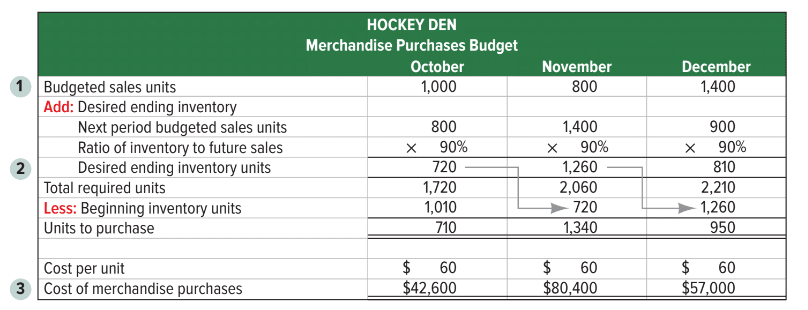 HOCKEY DEN
Merchandise Purchases Budget
October November December
1 Budgeted sales units 1,000 800 1,400
Add: Desired ending inventory
Next period budgeted sales units 800 1,400 900
Ratio of inventory to future sales × 90% × 90% × 90%
2 Desired ending inventory units 720 1,260 810
Total required units 1,720 2,060 2,210
Less: Beginning inventory units 1,010 720 1,260
Units to purchase 710 1,340 950
Cost per unit $ 60 $ 60 $ 60
3 Cost of merchandise purchases $42,600 $80,400 $57,000